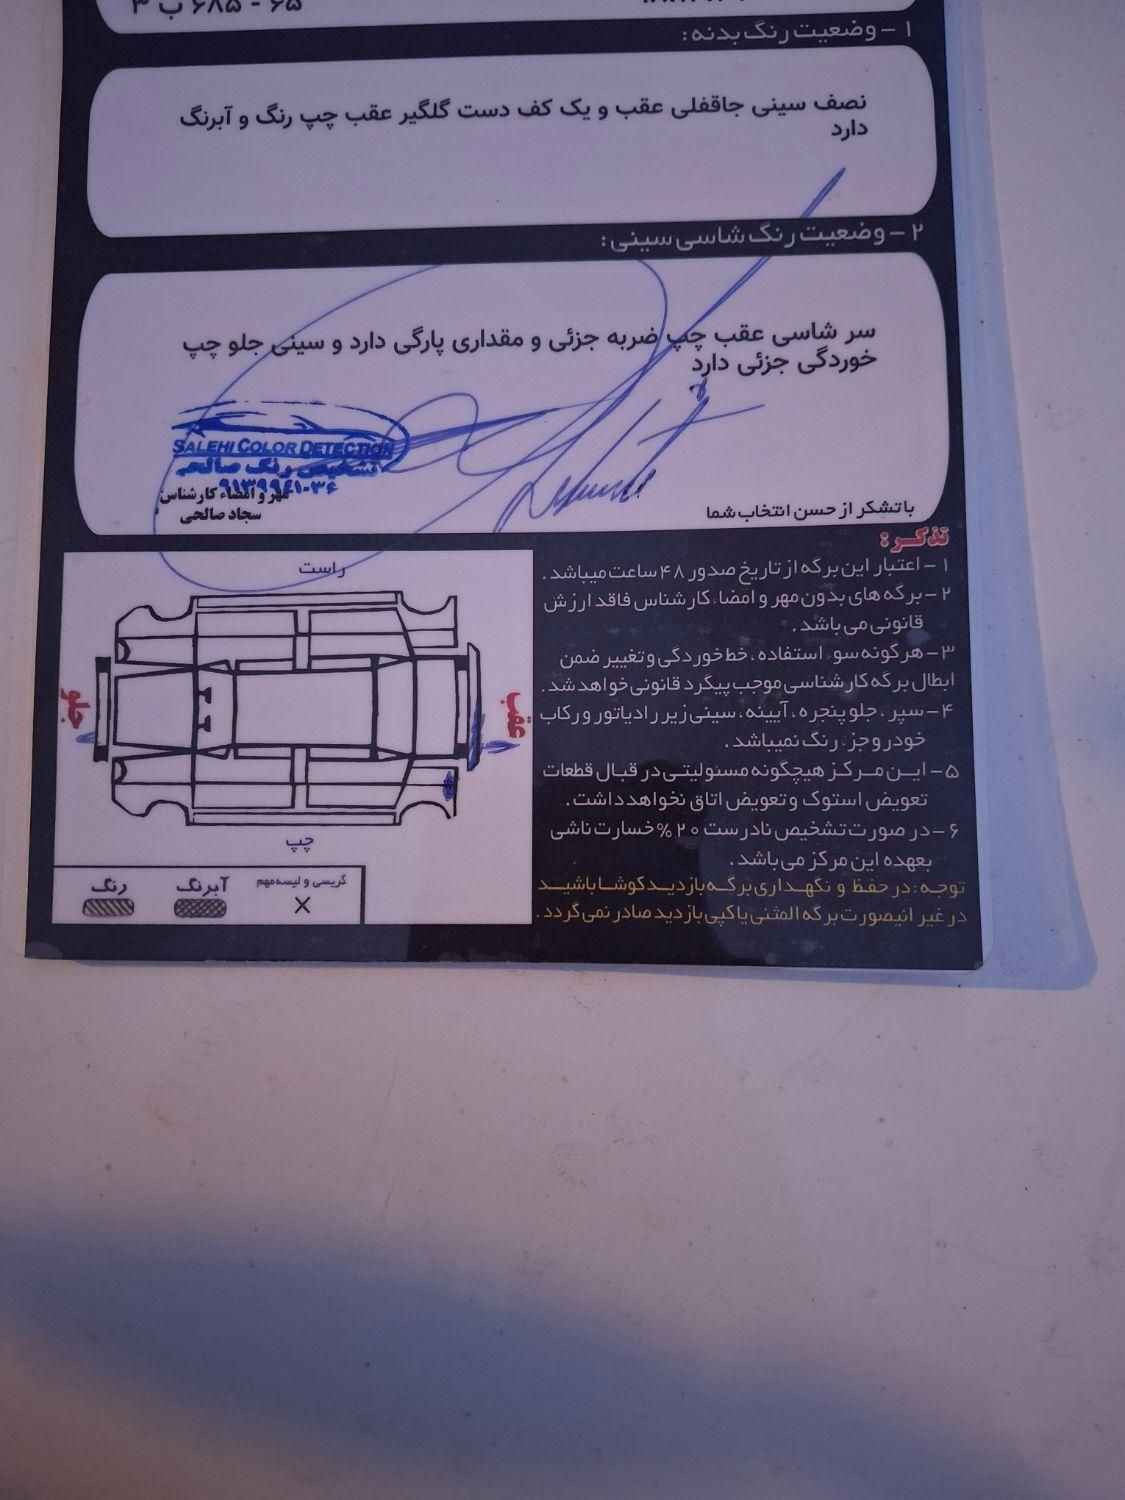 ۶۵ - ۶۸۵ ب ۳
۱ - وضعیت رنگ بدنه :
نصف سینی جاقفلی عقب و یک کف دست گلگیر عقب چپ رنگ و آبرنگ
دارد
۲ - وضعیت رنگ شاسی سینی :
سر شاسی عقب چپ ضربه جزئی و مقداری پارگی دارد و سینی جلو چپ
خوردگی جزئی دارد
SALEHI COLOR DETECTION
تشخیص رنگ صالحی
مهر و امضاء کارشناس
سجاد صالحی
با تشکر از حسن انتخاب شما
تذکر :
۱ - اعتبار این برگه از تاریخ صدور ۴۸ ساعت میباشد .
۲ - برگه های بدون مهر و امضاء کارشناس فاقد ارزش
قانونی می باشد .
۳ - هر گونه سوء استفاده ، خط خوردگی و تغییر ضمن
ابطال برگه کارشناسی موجب پیگرد قانونی خواهد شد .
۴ - سپر ، جلو پنجره ، آیینه ، سینی زیر رادیاتور و رکاب
خودرو جزء رنگ نمیباشد .
۵ - این مرکز هیچگونه مسئولیتی در قبال قطعات
تعویض استوک و تعویض اتاق نخواهد داشت .
۶ - در صورت تشخیص نادرست ۲۰% خسارت ناشی
بعهده این مرکز می باشد .
توجه : در حفظ و نگهداری برگه بازدید کوشا باشید
در غیر اینصورت برگه المثنی یا کپی بازدید صادر نمی گردد .
راست
جلو
عقب
چپ
رنگ
آبرنگ
گریسی و لیسه مهم
X